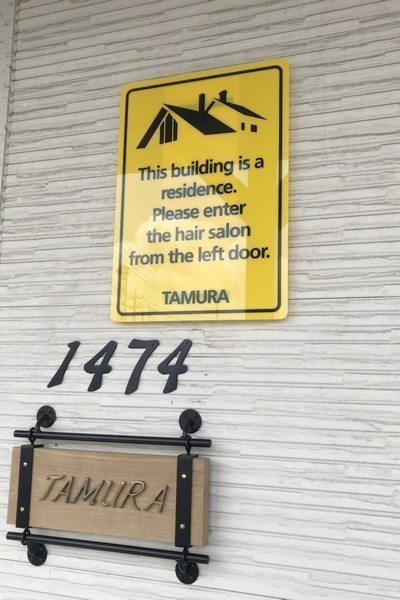 This building is a
residence.
Please enter
the hair salon
from the left door.
TAMURA
1474
TAMURA